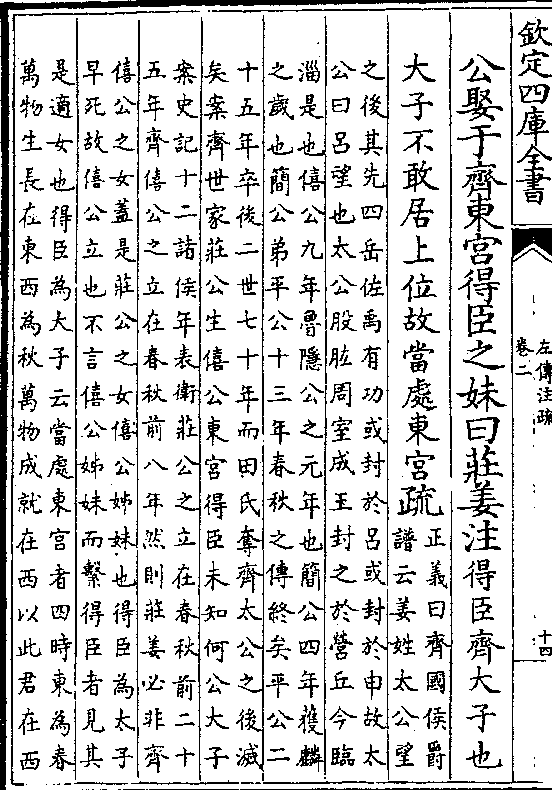 欽定四庫全書
左傳注疏
卷二
十四
公娶于齊東宮得臣之妹曰莊姜注得臣齊大子也
大子不敢居上位故當處東宮疏
正義曰齊國侯爵
譜云姜姓太公望
之後其先四岳佐禹有功或封於呂或封於申故太
公曰呂望也太公股肱周室成王封之於營丘今臨
淄是也僖公九年魯隱公之元年也簡公四年獲麟
之歲也簡公弟平公十三年春秋之傳終矣平公二
十五年卒後二世七十年而田氏奪齊太公之後滅
矣案齊世家莊公生僖公東宮得臣未知何公大子
案史記十二諸侯年表衛莊公之立在春秋前二十
五年齊僖公之立在春秋前八年然則莊姜必非齊
僖公之女蓋是莊公之女僖公姊妹也得臣為太子
早死故僖公立也不言僖公姊妹而繫得臣者見其
是適女也得臣為大子云當處東宮者四時東為春
萬物生長在東西為秋萬物成就在西以此君在西